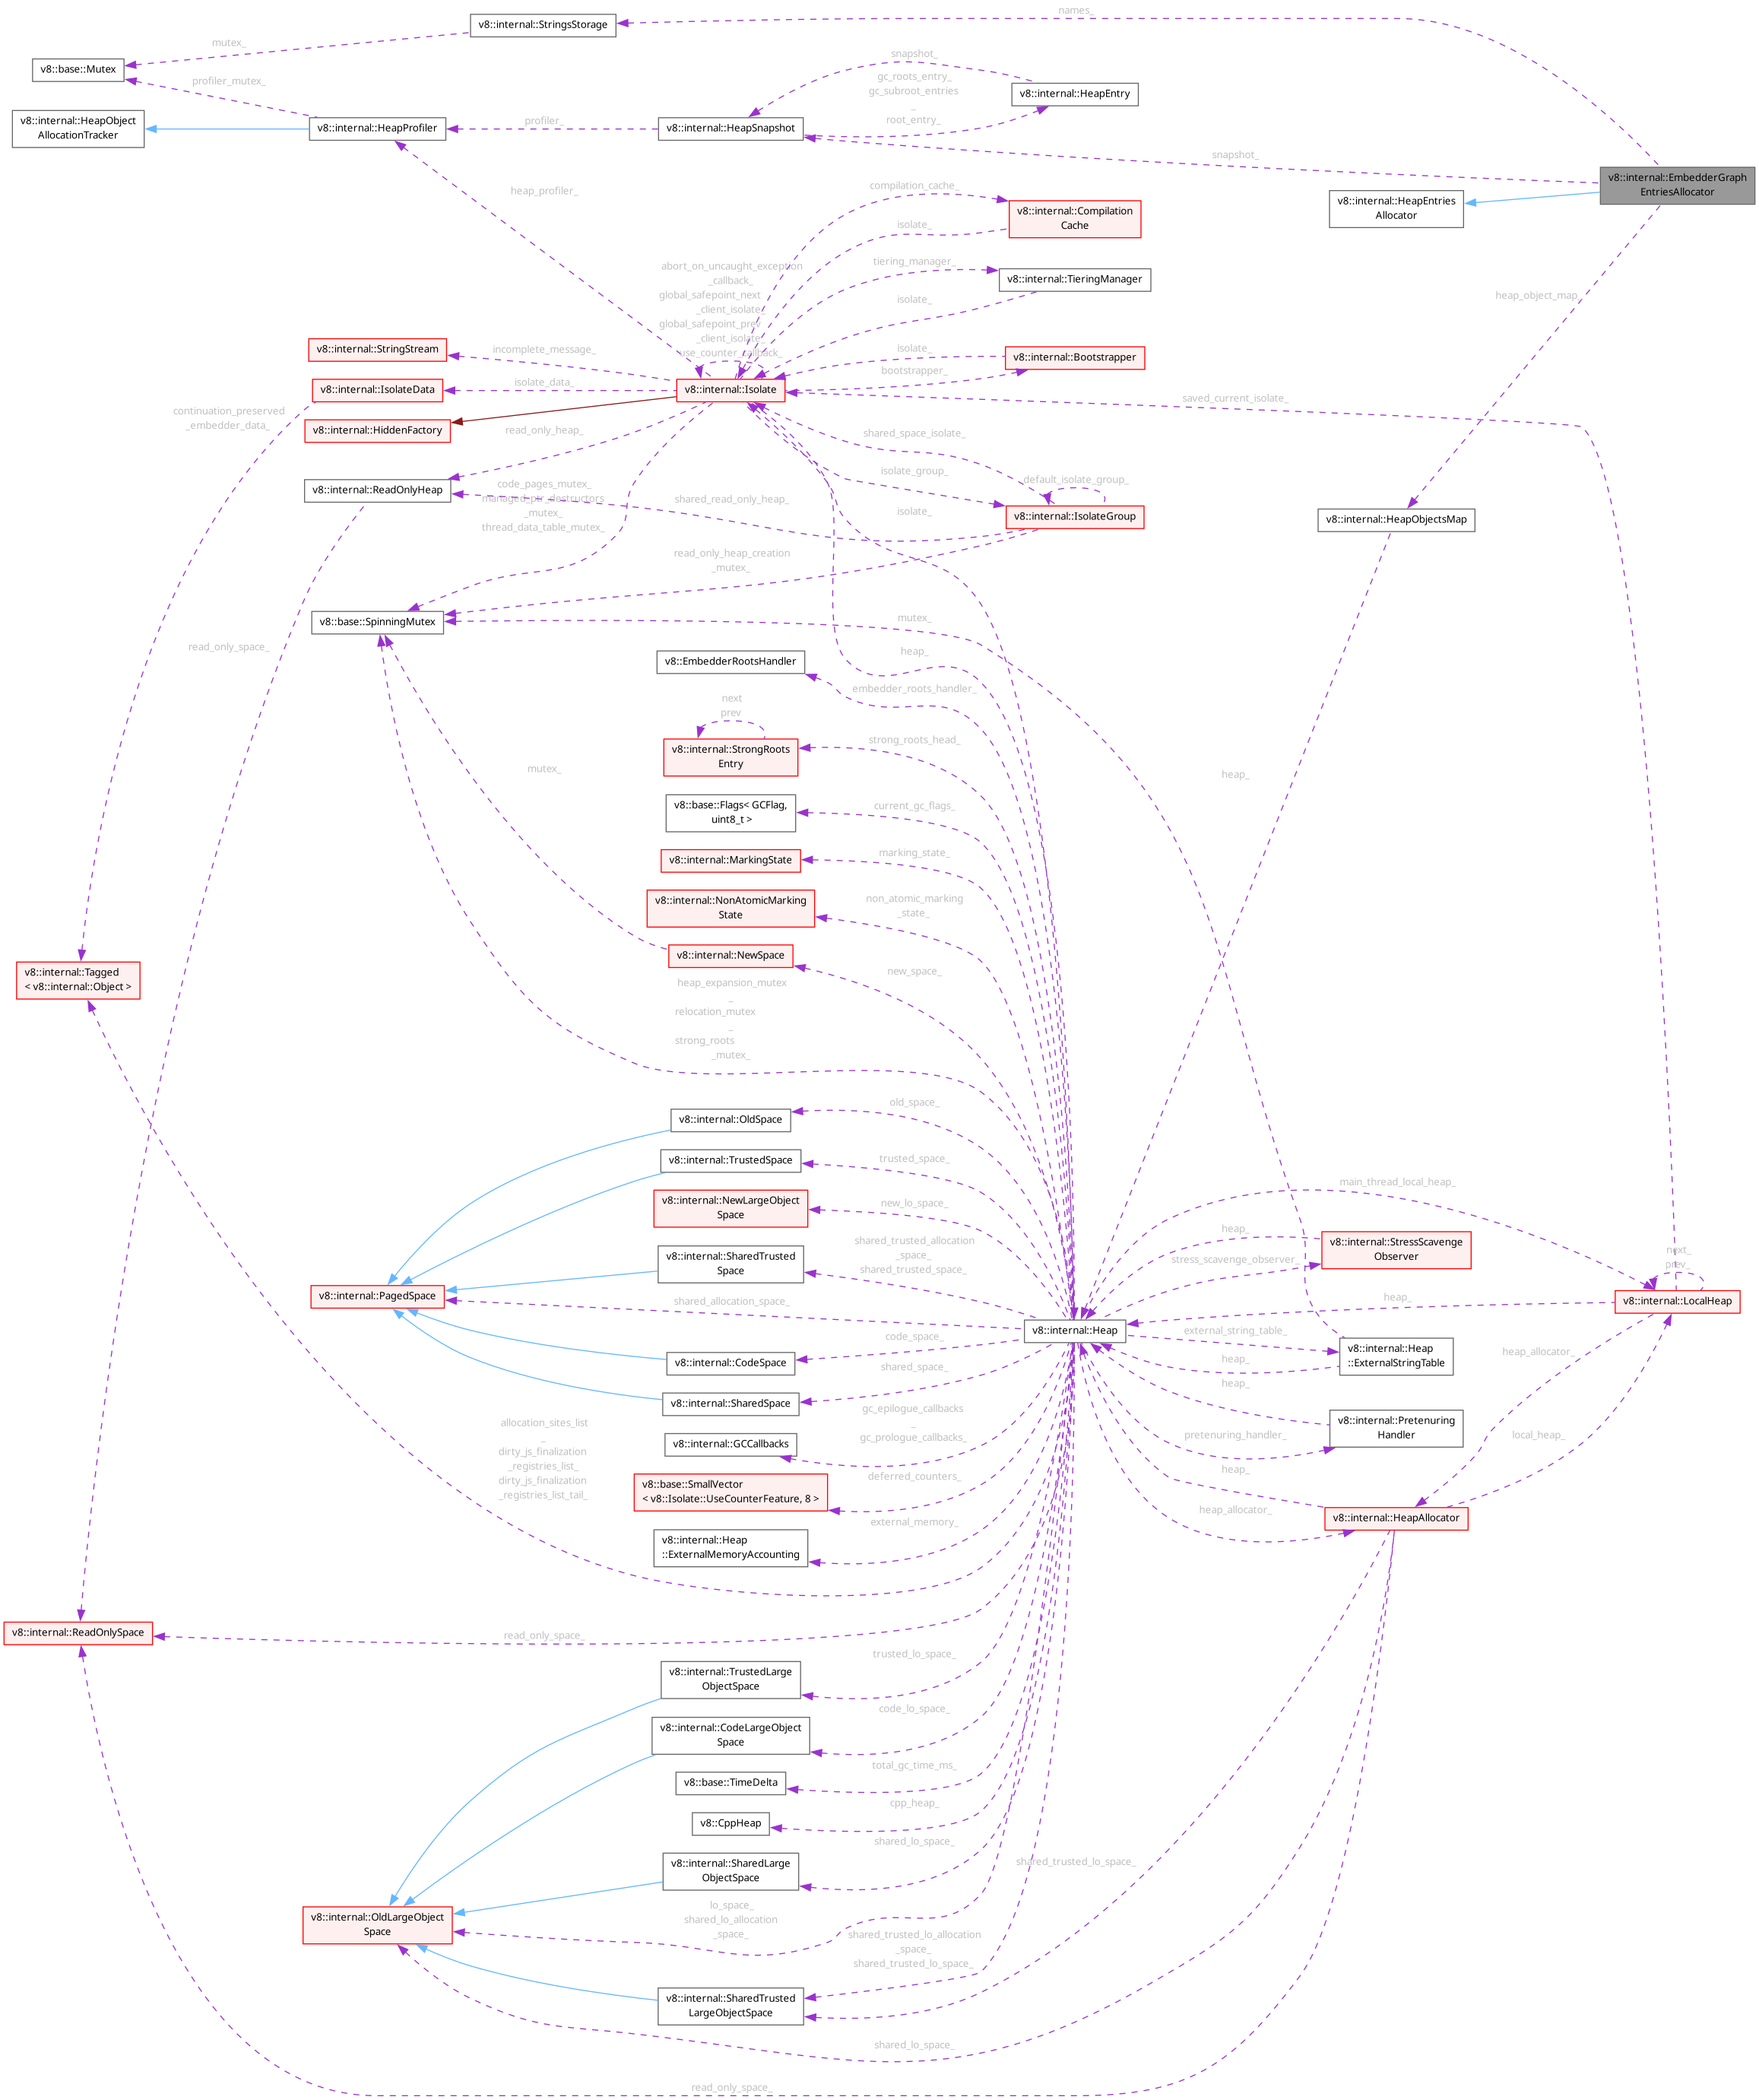 names_
v8::internal::StringsStorage
mutex_
v8::base::Mutex
snapshot_
profiler_mutex_
gc_roots_entry_
gc_subroot_entries
_
root_entry_
v8::internal::HeapEntry
v8::internal::HeapObject
AllocationTracker
v8::internal::HeapProfiler
profiler_
v8::internal::HeapSnapshot
snapshot_
v8::internal::EmbedderGraph
EntriesAllocator
heap_profiler_
compilation_cache_
v8::internal::HeapEntries
Allocator
v8::internal::Compilation
Cache
isolate_
tiering_manager_
abort_on_uncaught_exception
_callback_
global_safepoint_next
_client_isolate_
global_safepoint_prev
_client_isolate_
use_counter_callback_
v8::internal::TieringManager
isolate_
heap_object_map_
v8::internal::StringStream
incomplete_message_
isolate_
v8::internal::Bootstrapper
bootstrapper_
v8::internal::IsolateData
isolate_data_
v8::internal::Isolate
saved_current_isolate_
continuation_preserved
_embedder_data_
v8::internal::HiddenFactory
read_only_heap_
shared_space_isolate_
isolate_group_
default_isolate_group_
v8::internal::ReadOnlyHeap
code_pages_mutex_
managed_ptr_destructors
_mutex_
thread_data_table_mutex_
shared_read_only_heap_
isolate_
v8::internal::IsolateGroup
v8::internal::HeapObjectsMap
read_only_heap_creation
_mutex_
v8::base::SpinningMutex
mutex_
read_only_space_
heap_
v8::EmbedderRootsHandler
embedder_roots_handler_
next
prev
v8::internal::StrongRoots
Entry
strong_roots_head_
mutex_
heap_
v8::base::Flags< GCFlag,
uint8_t >
current_gc_flags_
v8::internal::MarkingState
marking_state_
v8::internal::NonAtomicMarking
State
non_atomic_marking
_state_
v8::internal::NewSpace
new_space_
v8::internal::Tagged
< v8::internal::Object >
heap_expansion_mutex
_
relocation_mutex
_
strong_roots
_mutex_
v8::internal::OldSpace
old_space_
v8::internal::TrustedSpace
trusted_space_
v8::internal::NewLargeObject
Space
new_lo_space_
main_thread_local_heap_
v8::internal::SharedTrusted
Space
shared_trusted_allocation
_space_
shared_trusted_space_
heap_
stress_scavenge_observer_
v8::internal::StressScavenge
Observer
next_
prev_
v8::internal::PagedSpace
shared_allocation_space_
heap_
v8::internal::LocalHeap
v8::internal::Heap
external_string_table_
v8::internal::Heap
::ExternalStringTable
v8::internal::CodeSpace
code_space_
heap_
heap_allocator_
v8::internal::SharedSpace
shared_space_
heap_
v8::internal::GCCallbacks
gc_epilogue_callbacks
_
gc_prologue_callbacks_
pretenuring_handler_
v8::internal::Pretenuring
Handler
local_heap_
allocation_sites_list
_
dirty_js_finalization
_registries_list_
dirty_js_finalization
_registries_list_tail_
v8::base::SmallVector
< v8::Isolate::UseCounterFeature, 8 >
deferred_counters_
heap_
heap_allocator_
v8::internal::HeapAllocator
v8::internal::Heap
::ExternalMemoryAccounting
external_memory_
v8::internal::ReadOnlySpace
read_only_space_
v8::internal::TrustedLarge
ObjectSpace
trusted_lo_space_
v8::internal::CodeLargeObject
Space
code_lo_space_
v8::base::TimeDelta
total_gc_time_ms_
v8::CppHeap
cpp_heap_
v8::internal::SharedLarge
ObjectSpace
shared_lo_space_
shared_trusted_lo_space_
v8::internal::OldLargeObject
Space
lo_space_
shared_lo_allocation
_space_
shared_trusted_lo_allocation
_space_
shared_trusted_lo_space_
v8::internal::SharedTrusted
LargeObjectSpace
shared_lo_space_
read_only_space_